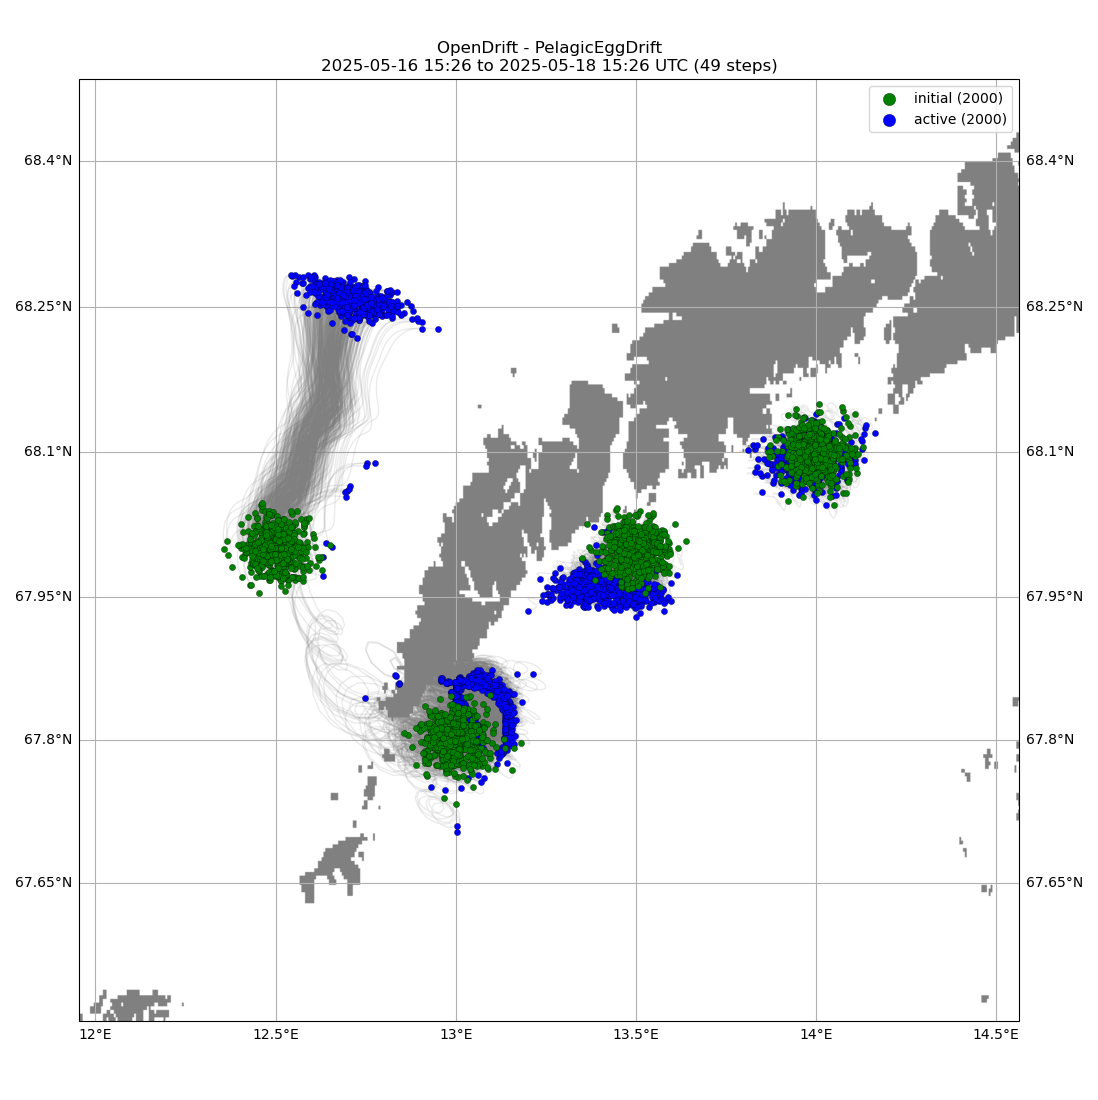 OpenDrift - PelagicEggDrift
2025-05-16 15:26 to 2025-05-18 15:26 UTC (49 steps)
initial (2000)
active (2000)
68.4°N
68.4°N
68.25°N
68.25°N
68.1°N
68.1°N
67.95°N
67.95°N
67.8°N
67.8°N
67.65°N
67.65°N
12°E
12.5°E
13°E
13.5°E
14°E
14.5°E